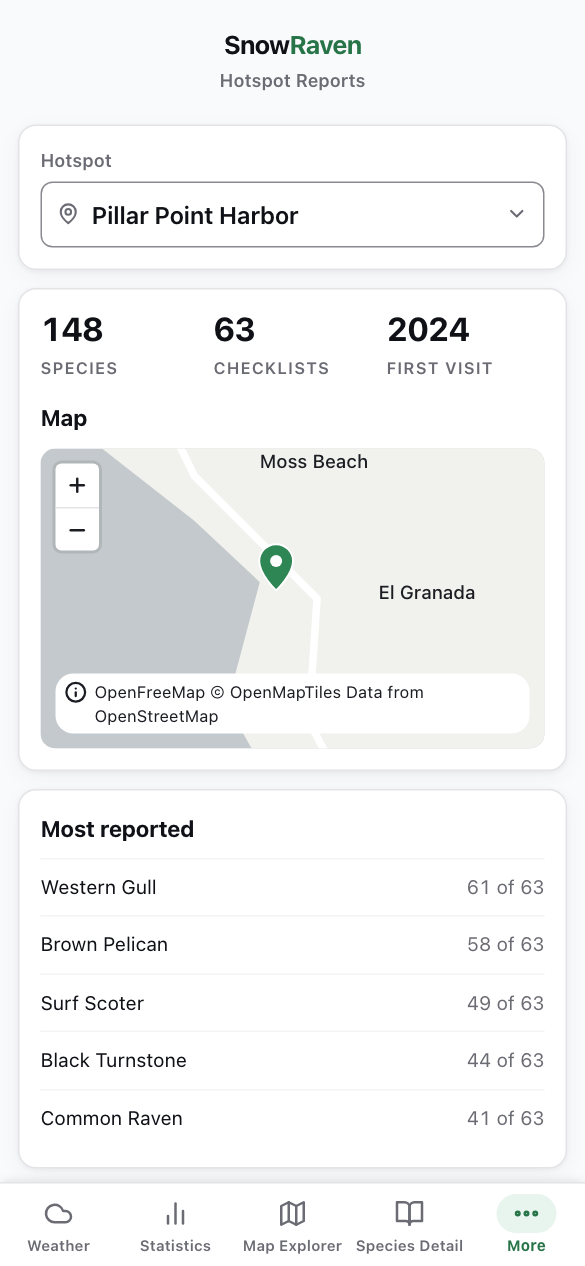 SnowRaven
Hotspot Reports
Hotspot
Pillar Point Harbor
148
SPECIES
63
CHECKLISTS
2024
FIRST VISIT
Map
+
−
Moss Beach
El Granada
OpenFreeMap © OpenMapTiles Data from
OpenStreetMap
Most reported
Western Gull 61 of 63
Brown Pelican 58 of 63
Surf Scoter 49 of 63
Black Turnstone 44 of 63
Common Raven 41 of 63
Weather
Statistics
Map Explorer
Species Detail
More